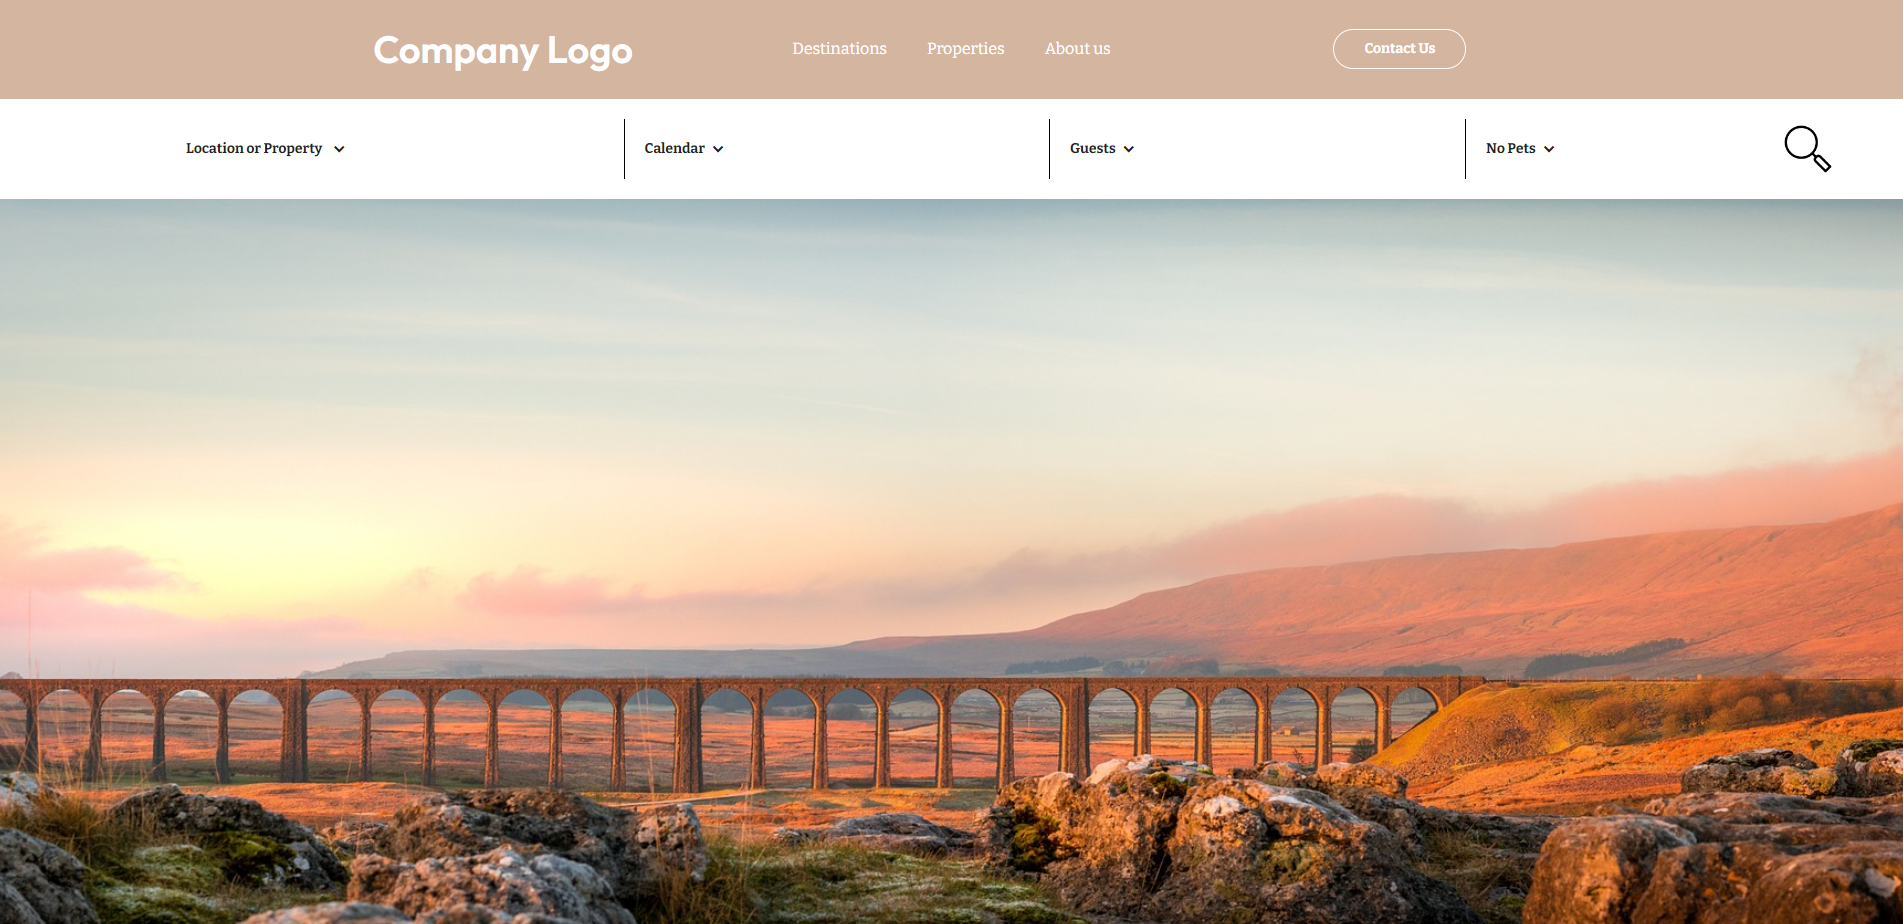 Company Logo
Destinations
Properties
About us
Contact Us
Location or Property
Calendar
Guests
No Pets